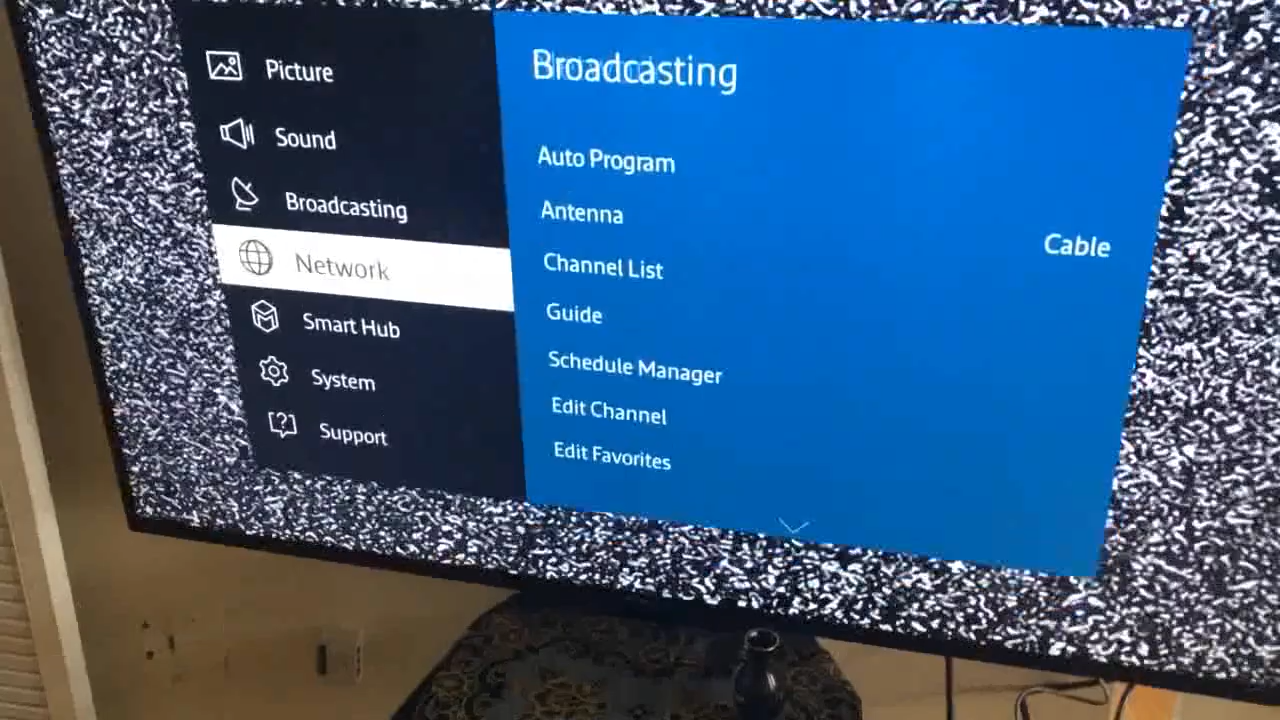 Picture
Sound
Broadcasting
Network
Smart Hub
System
Support
Broadcasting
Auto Program
Antenna
Cable
Channel List
Guide
Schedule Manager
Edit Channel
Edit Favorites